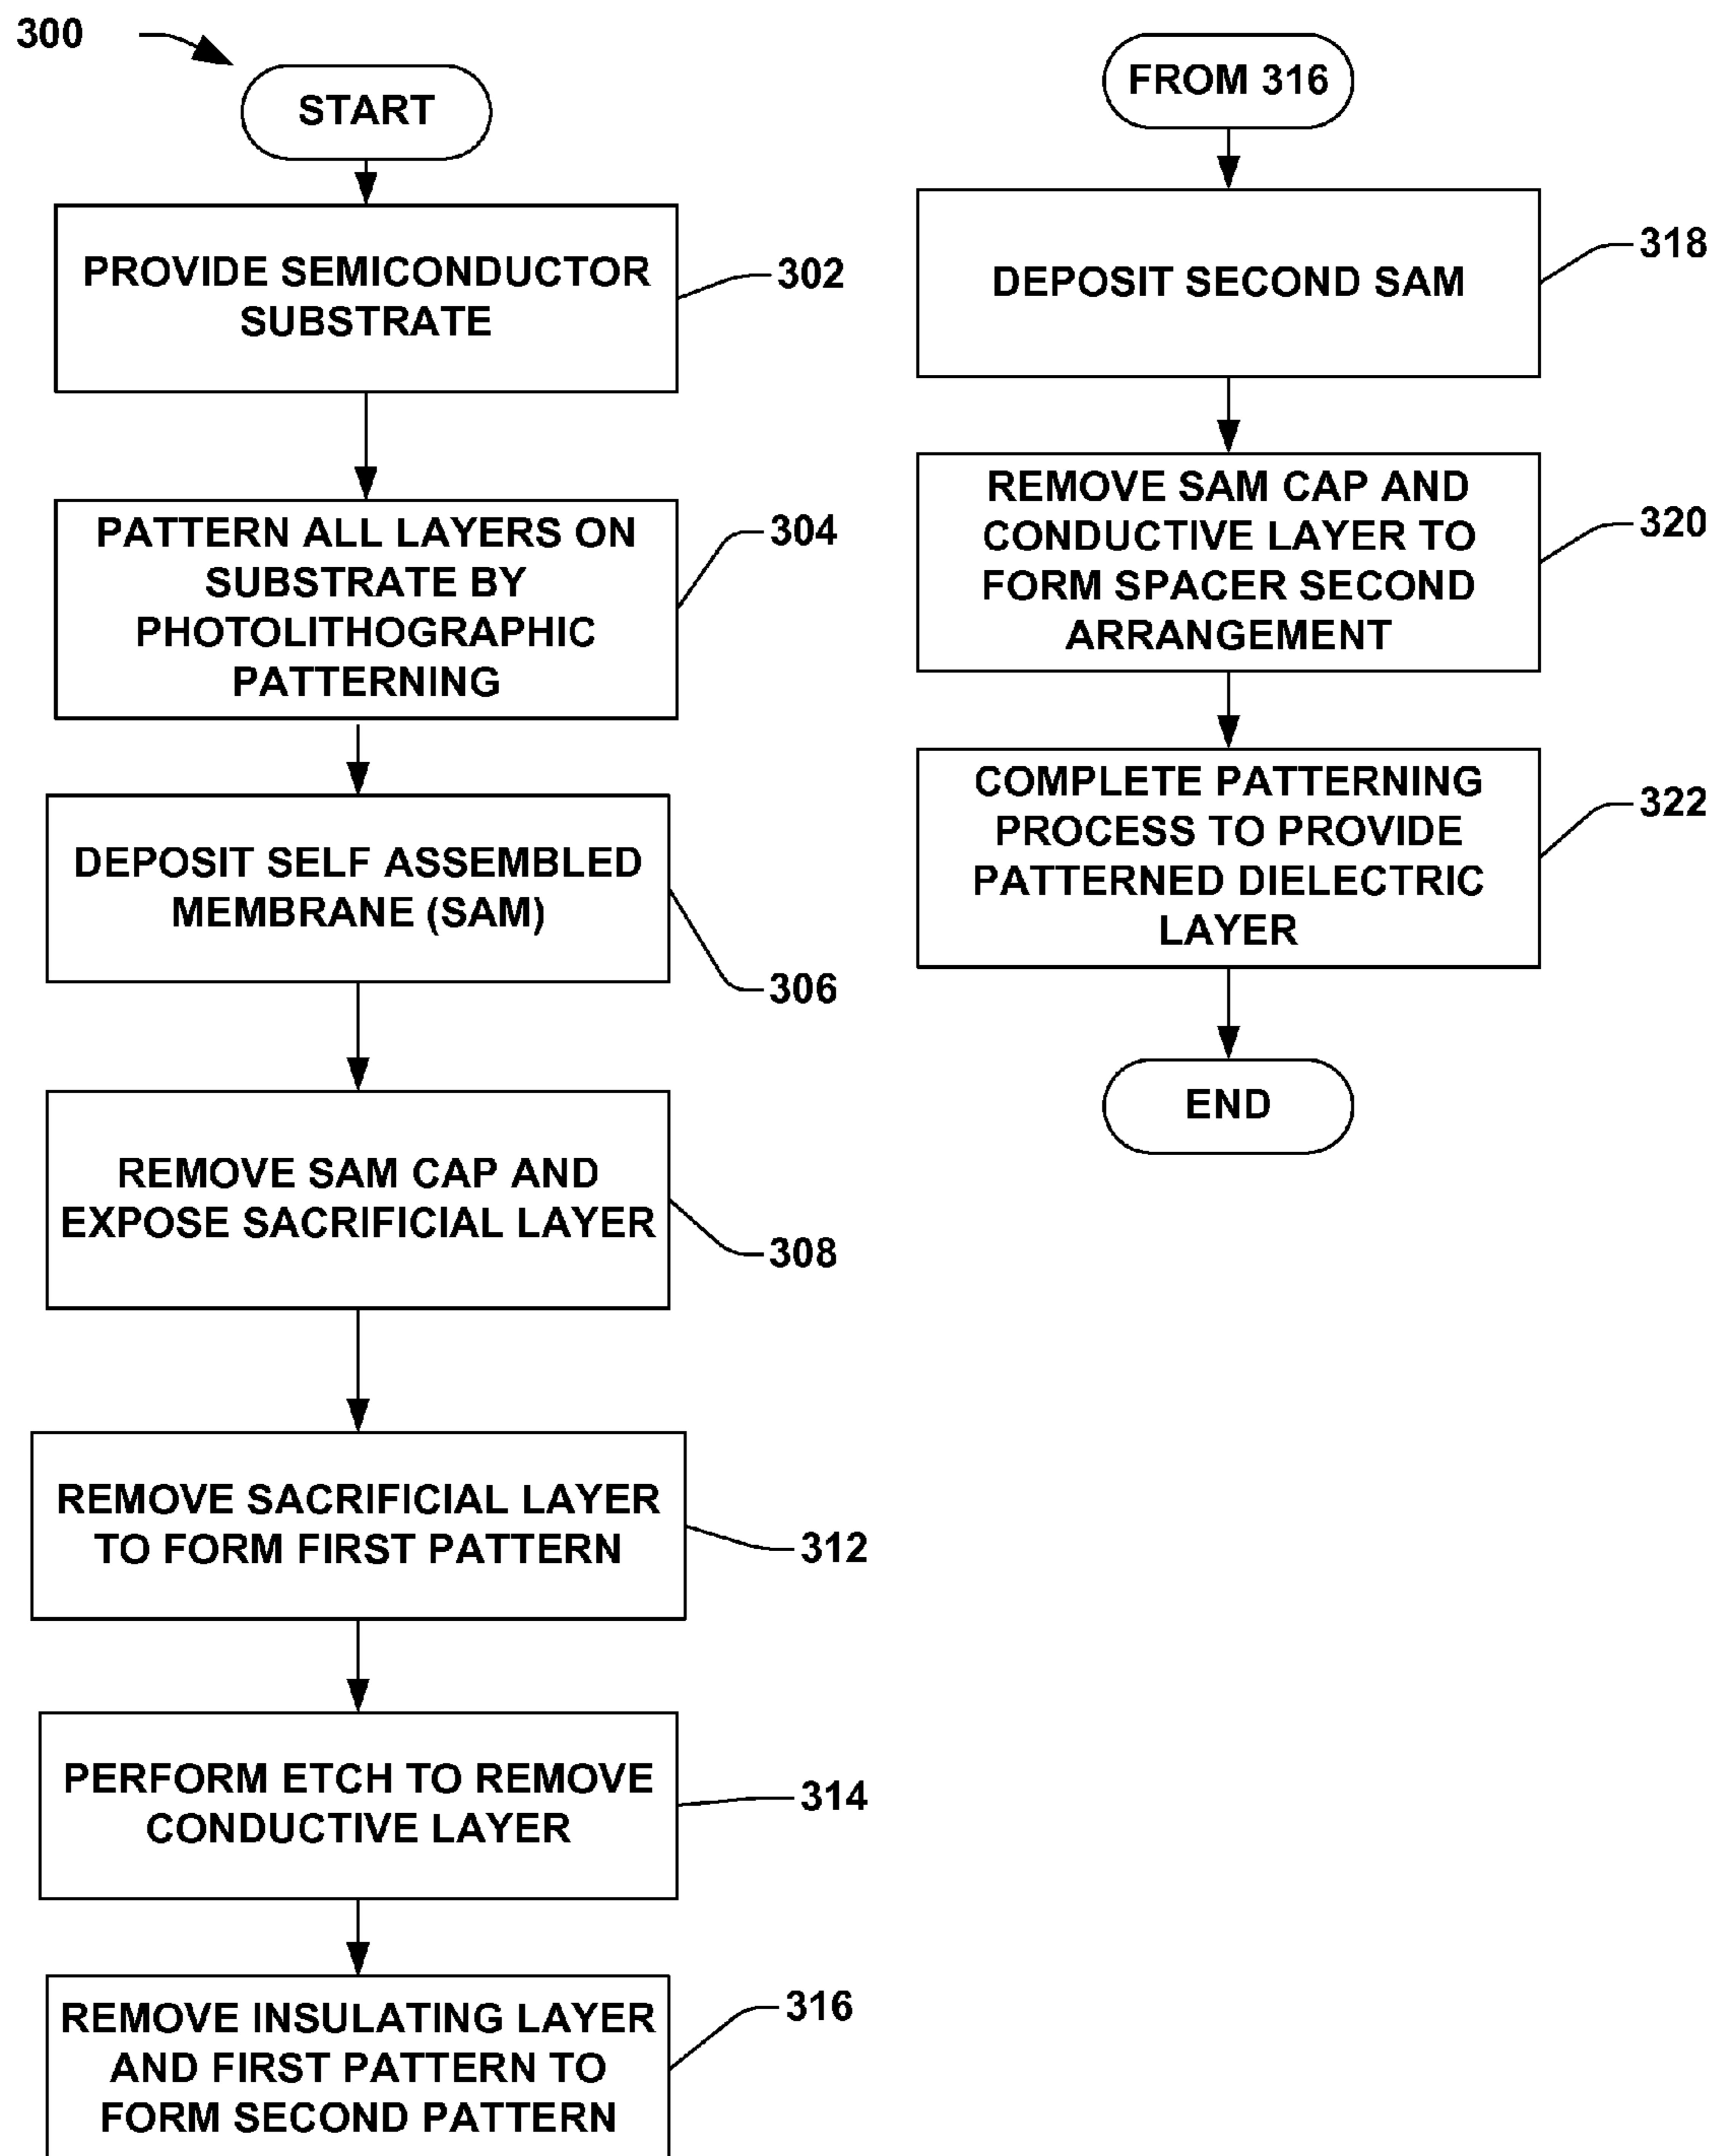 300
START
PROVIDE SEMICONDUCTOR
SUBSTRATE
302
PATTERN ALL LAYERS ON
SUBSTRATE BY
PHOTOLITHOGRAPHIC
PATTERNING
304
DEPOSIT SELF ASSEMBLED
MEMBRANE (SAM)
306
REMOVE SAM CAP AND
EXPOSE SACRIFICIAL LAYER
308
REMOVE SACRIFICIAL LAYER
TO FORM FIRST PATTERN
312
PERFORM ETCH TO REMOVE
CONDUCTIVE LAYER
314
REMOVE INSULATING LAYER
AND FIRST PATTERN TO
FORM SECOND PATTERN
316
FROM 316
DEPOSIT SECOND SAM
318
REMOVE SAM CAP AND
CONDUCTIVE LAYER TO
FORM SPACER SECOND
ARRANGEMENT
320
COMPLETE PATTERNING
PROCESS TO PROVIDE
PATTERNED DIELECTRIC
LAYER
322
END